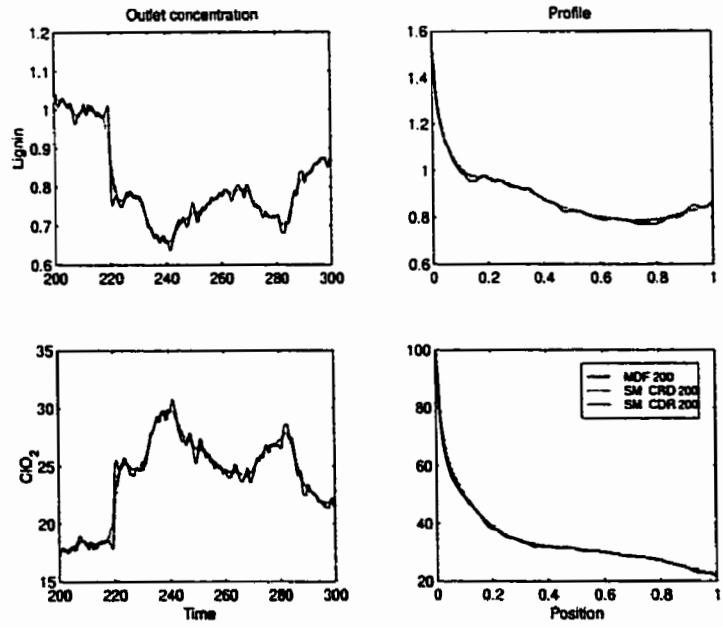 Outlet concentration
Profile
1.2
1.1
1
0.9
0.8
0.7
0.6
Lignin
200 220 240 260 280 300
1.6
1.4
1.2
1
0.8
0.6
0 0.2 0.4 0.6 0.8 1
35
30
25
20
15
ClO2
200 220 240 260 280 300
Time
100
80
60
40
20
MDF 200
SM CRD 200
SM CDR 200
0 0.2 0.4 0.6 0.8 1
Position